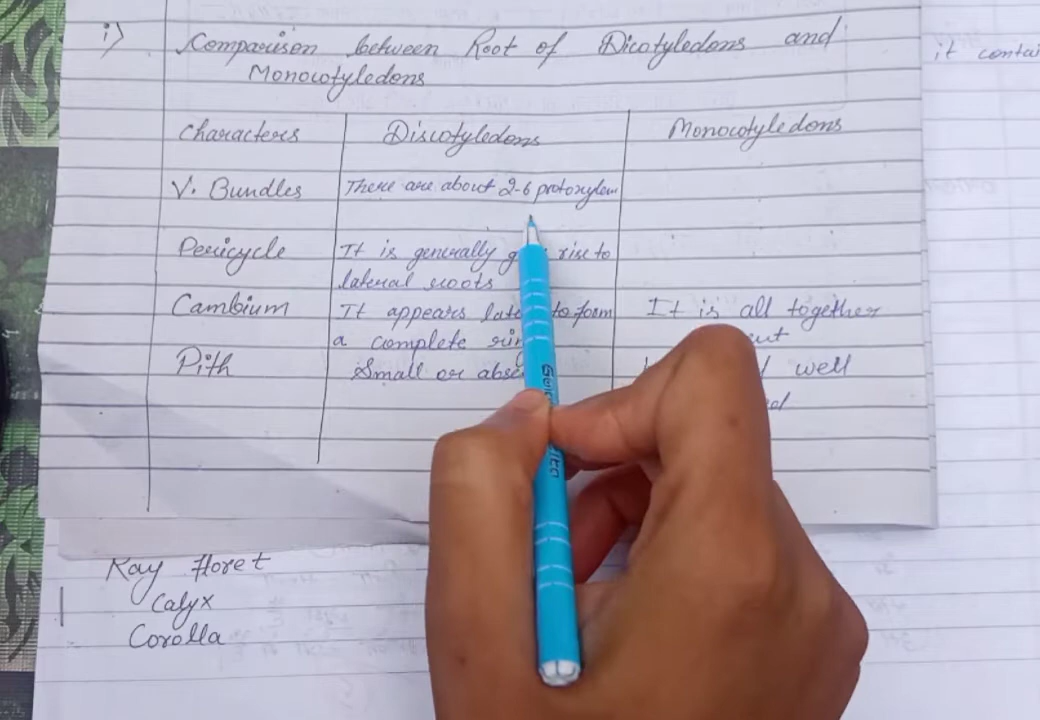 i)
Comparison between Root of Dicotyledons and
Monocotyledons
it
Characters Discotyledons Monocotyledons
V. Bundles There are about 2-6 protoxylem
Pericycle It is generally rise to
lateral roots
Cambium It appears to form It is all together
a complete
Pith Small or well
Ray floret
Calyx
Corolla